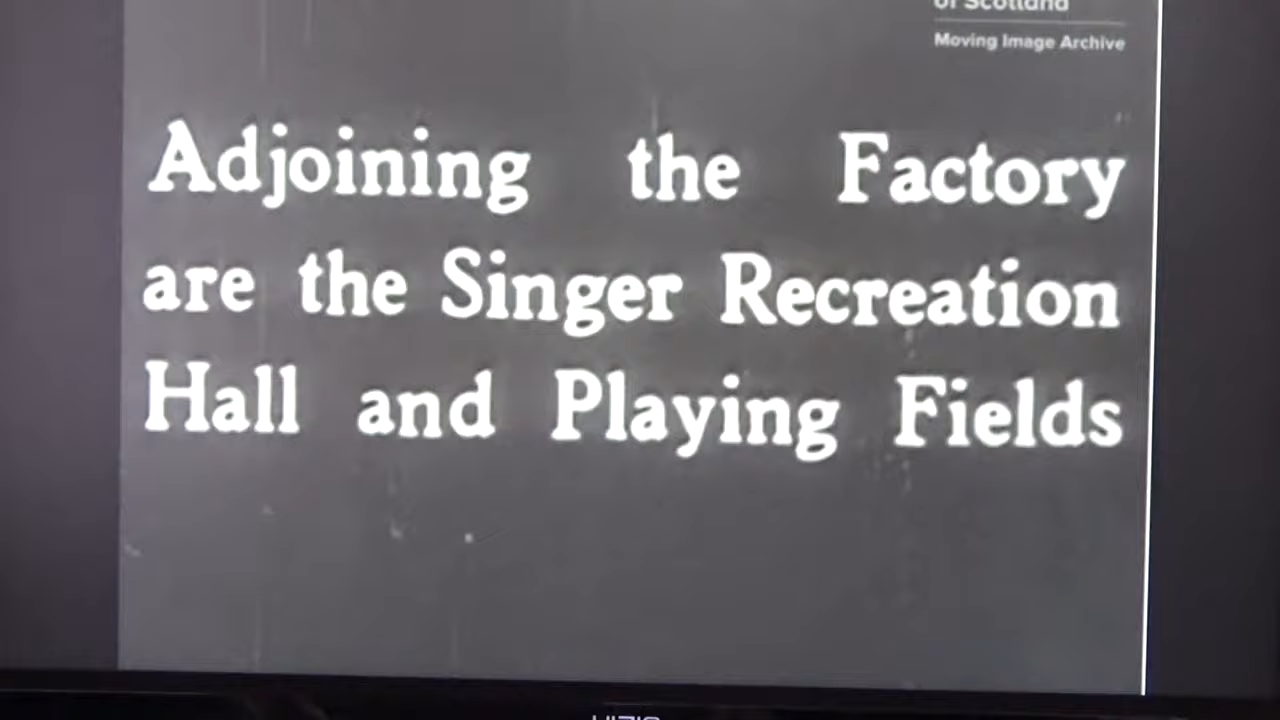 of Scotland
Moving Image Archive
Adjoining the Factory
are the Singer Recreation
Hall and Playing Fields